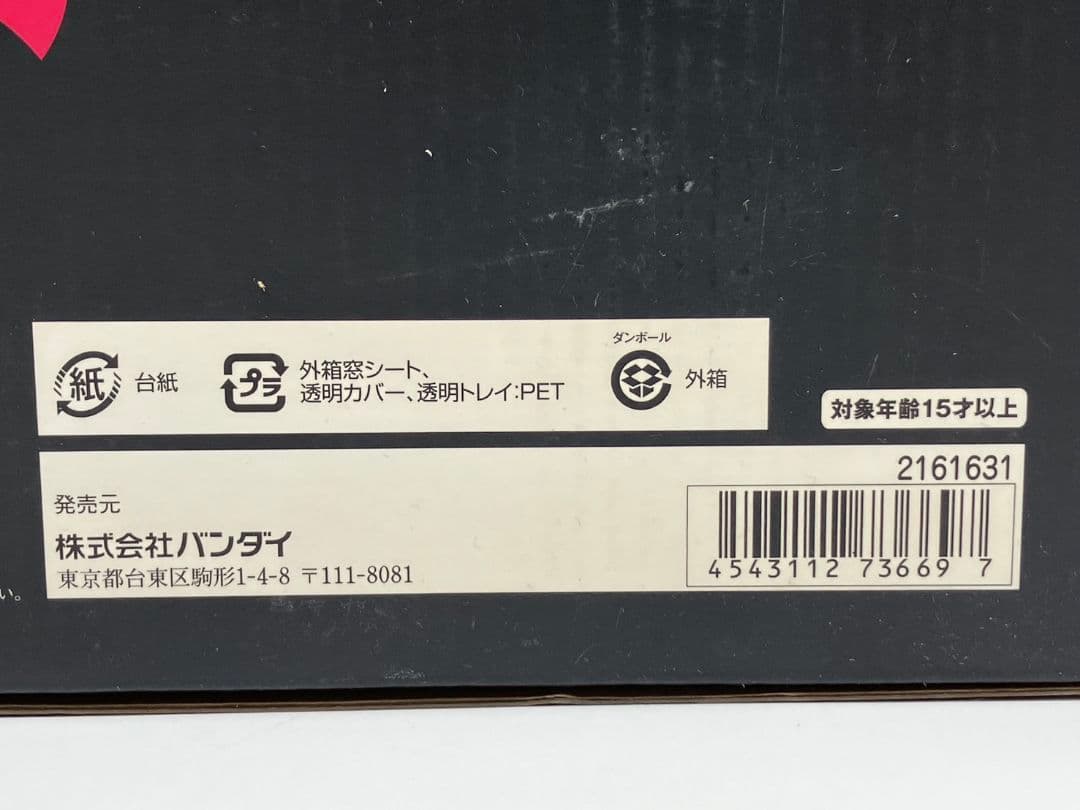 紙 台紙
プラ 外箱窓シート、
透明カバー、透明トレイ:PET
ダンボール
外箱
対象年齢15才以上
2161631
発売元
株式会社バンダイ
東京都台東区駒形1-4-8 〒111-8081
4543112 73669 7
い。